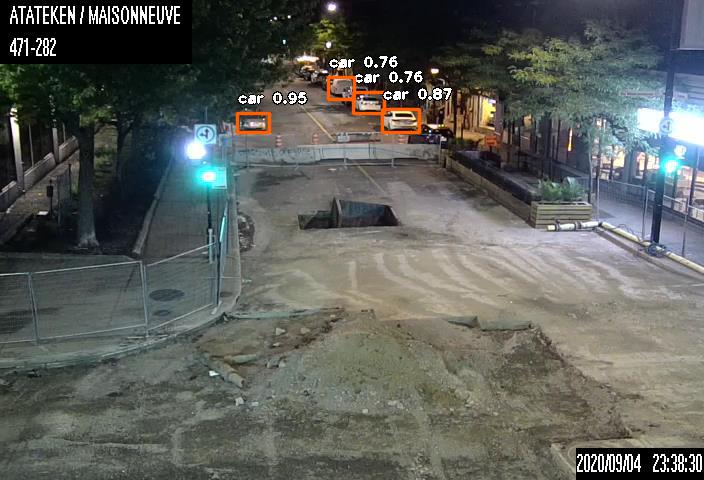 ATATEKEN / MAISONNEUVE
471-282
car 0.76
car 0.76
car 0.87
car 0.95
2020/09/04 23:38:30